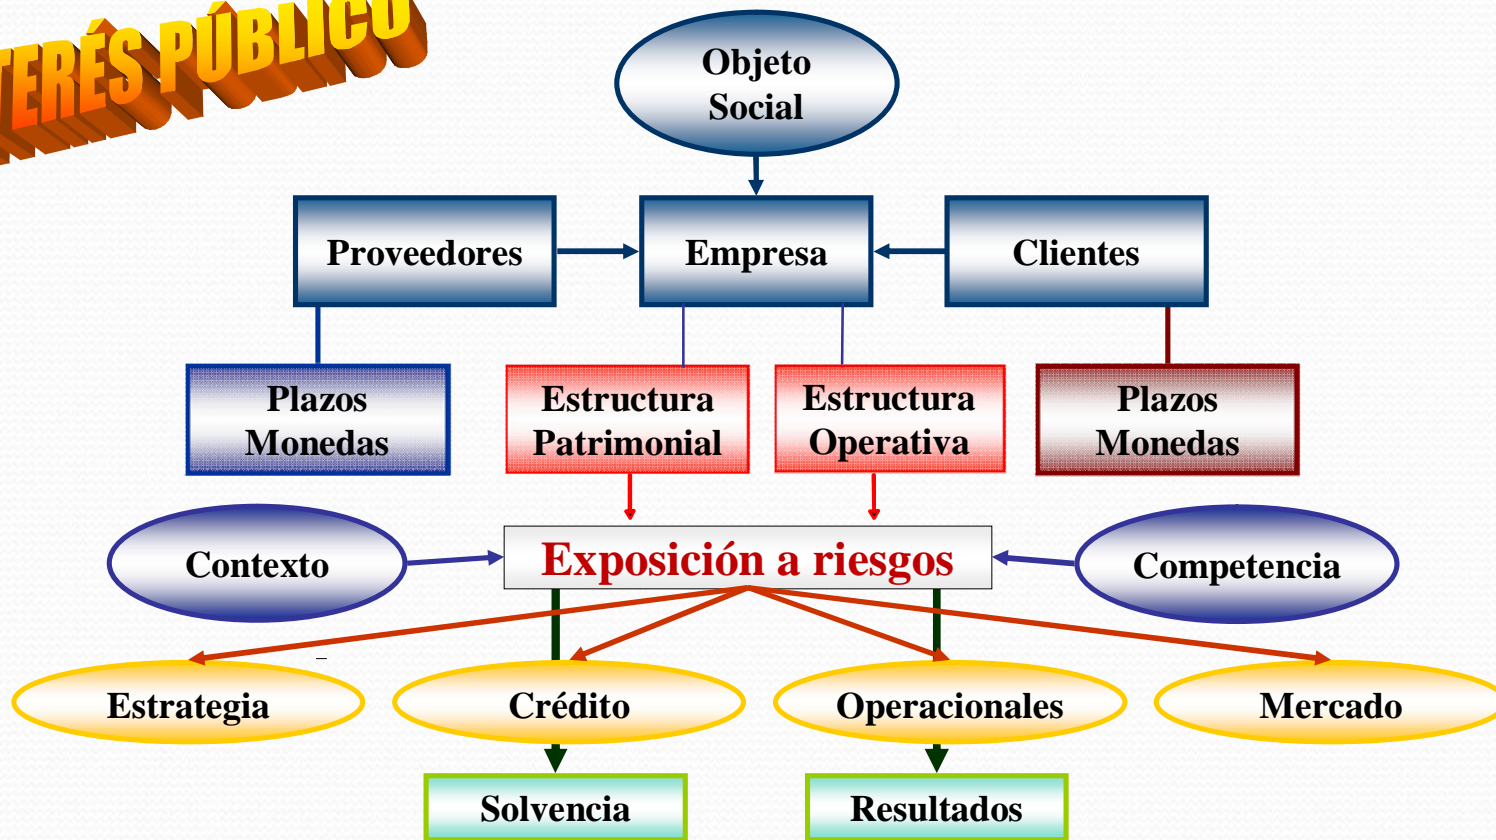 TERÉS PÚBLICO
Objeto
Social
Proveedores
Empresa
Clientes
Plazos
Monedas
Estructura
Patrimonial
Estructura
Operativa
Plazos
Monedas
Contexto
Exposición a riesgos
Competencia
Estrategia
Crédito
Operacionales
Mercado
Solvencia
Resultados